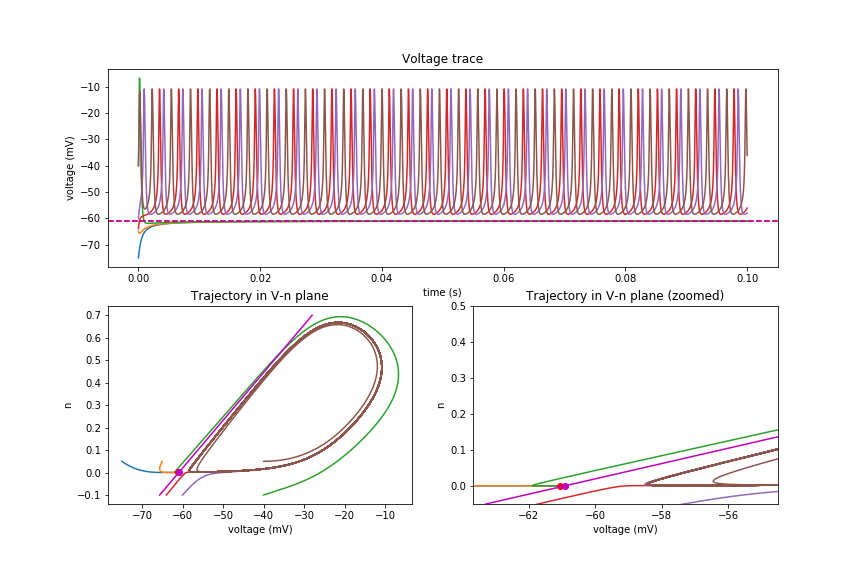 Voltage trace
voltage (mV)
−10
−20
−30
−40
−50
−60
−70
0.00 0.02 0.04 0.06 0.08 0.10
time (s)
Trajectory in V-n plane
n
0.7
0.6
0.5
0.4
0.3
0.2
0.1
0.0
−0.1
−70 −60 −50 −40 −30 −20 −10
voltage (mV)
Trajectory in V-n plane (zoomed)
n
0.5
0.4
0.3
0.2
0.1
0.0
−62 −60 −58 −56
voltage (mV)